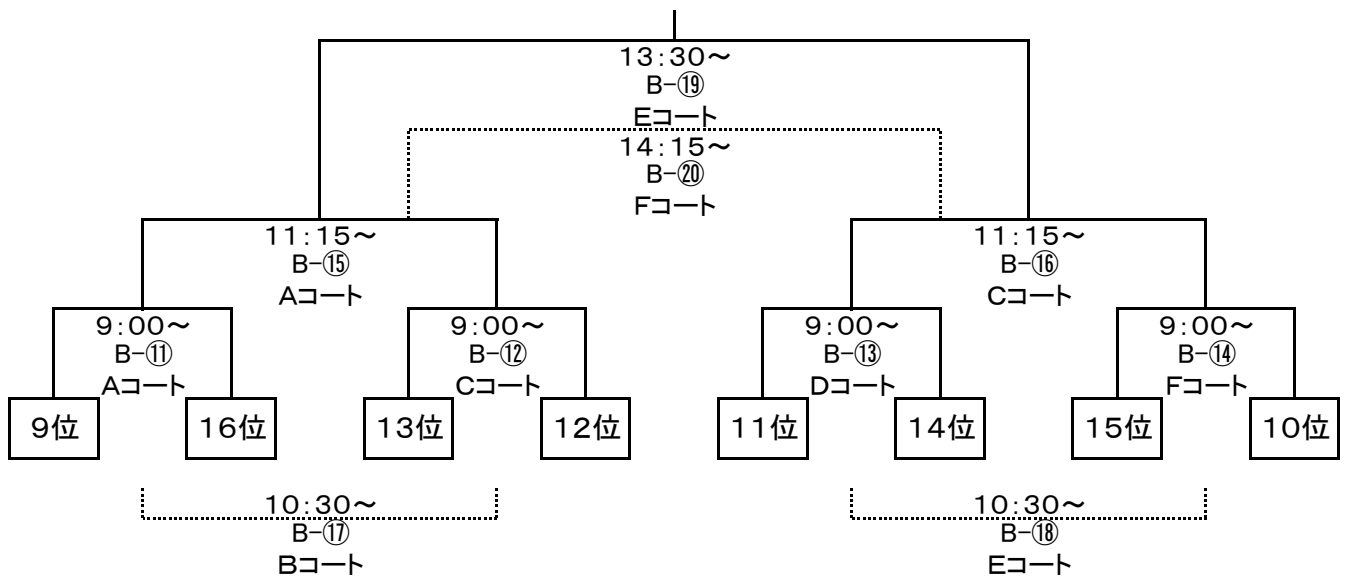 13:30～
B-⑲
Eコート
14:15～
B-⑳
Fコート
11:15～
B-⑮
Aコート
11:15～
B-⑯
Cコート
9:00～
B-⑪
Aコート
9:00～
B-⑫
Cコート
9:00～
B-⑬
Dコート
9:00～
B-⑭
Fコート
9位
16位
13位
12位
11位
14位
15位
10位
10:30～
B-⑰
Bコート
10:30～
B-⑱
Eコート